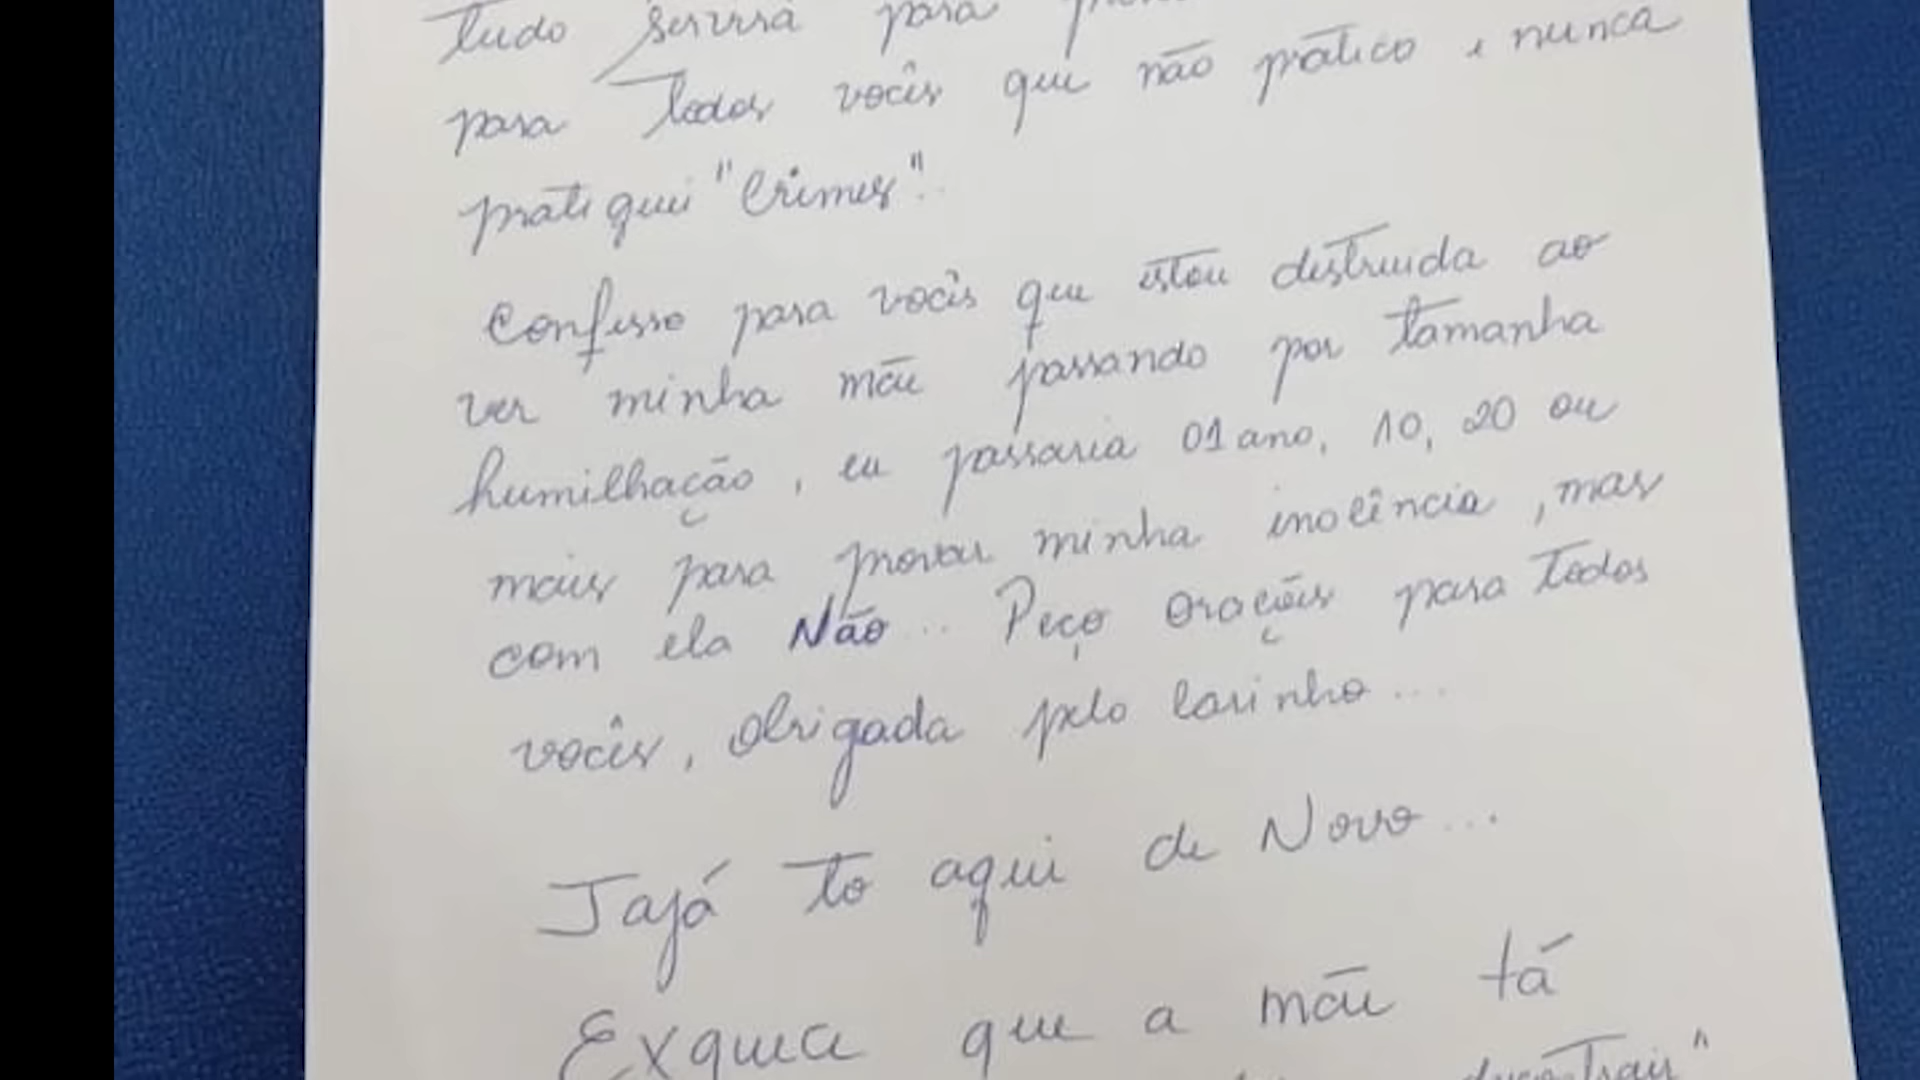 Tudo servirá para
para todos vocês que não pratico e nunca
pratiquei "Crimes".
Confesso para vocês que estou destruida ao
ver minha mãe passando por tamanha
humilhação, eu passaria 01 ano, 10, 20 ou
mais para provar minha inocência, mas
com ela Não... Peço orações para todos
vocês, Obrigada pelo carinho...
Jajá to aqui de Novo...
Exquia que a mãe tá